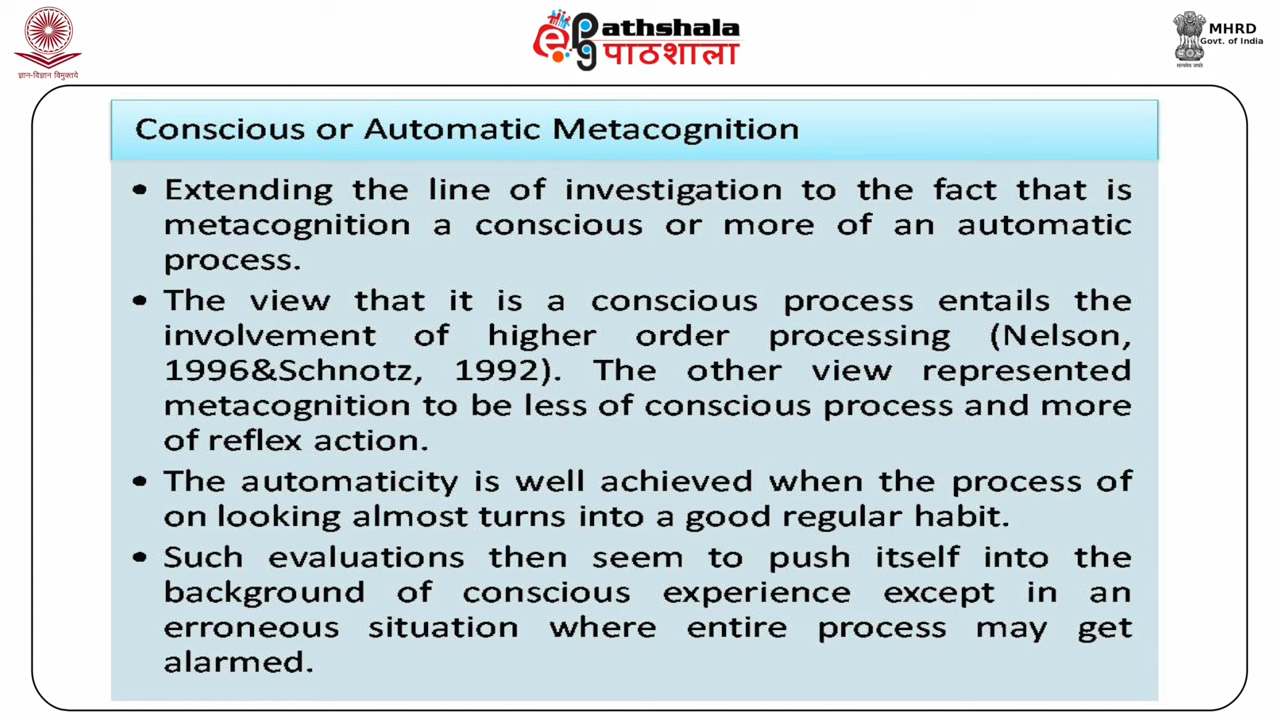 ज्ञान-विज्ञान विमुक्तये
epg Pathshala
पाठशाला
MHRD
Govt. of India
सत्यमेव जयते
Conscious or Automatic Metacognition
• Extending the line of investigation to the fact that is
metacognition a conscious or more of an automatic
process.
• The view that it is a conscious process entails the
involvement of higher order processing (Nelson,
1996&Schnotz, 1992). The other view represented
metacognition to be less of conscious process and more
of reflex action.
• The automaticity is well achieved when the process of
on looking almost turns into a good regular habit.
• Such evaluations then seem to push itself into the
background of conscious experience except in an
erroneous situation where entire process may get
alarmed.